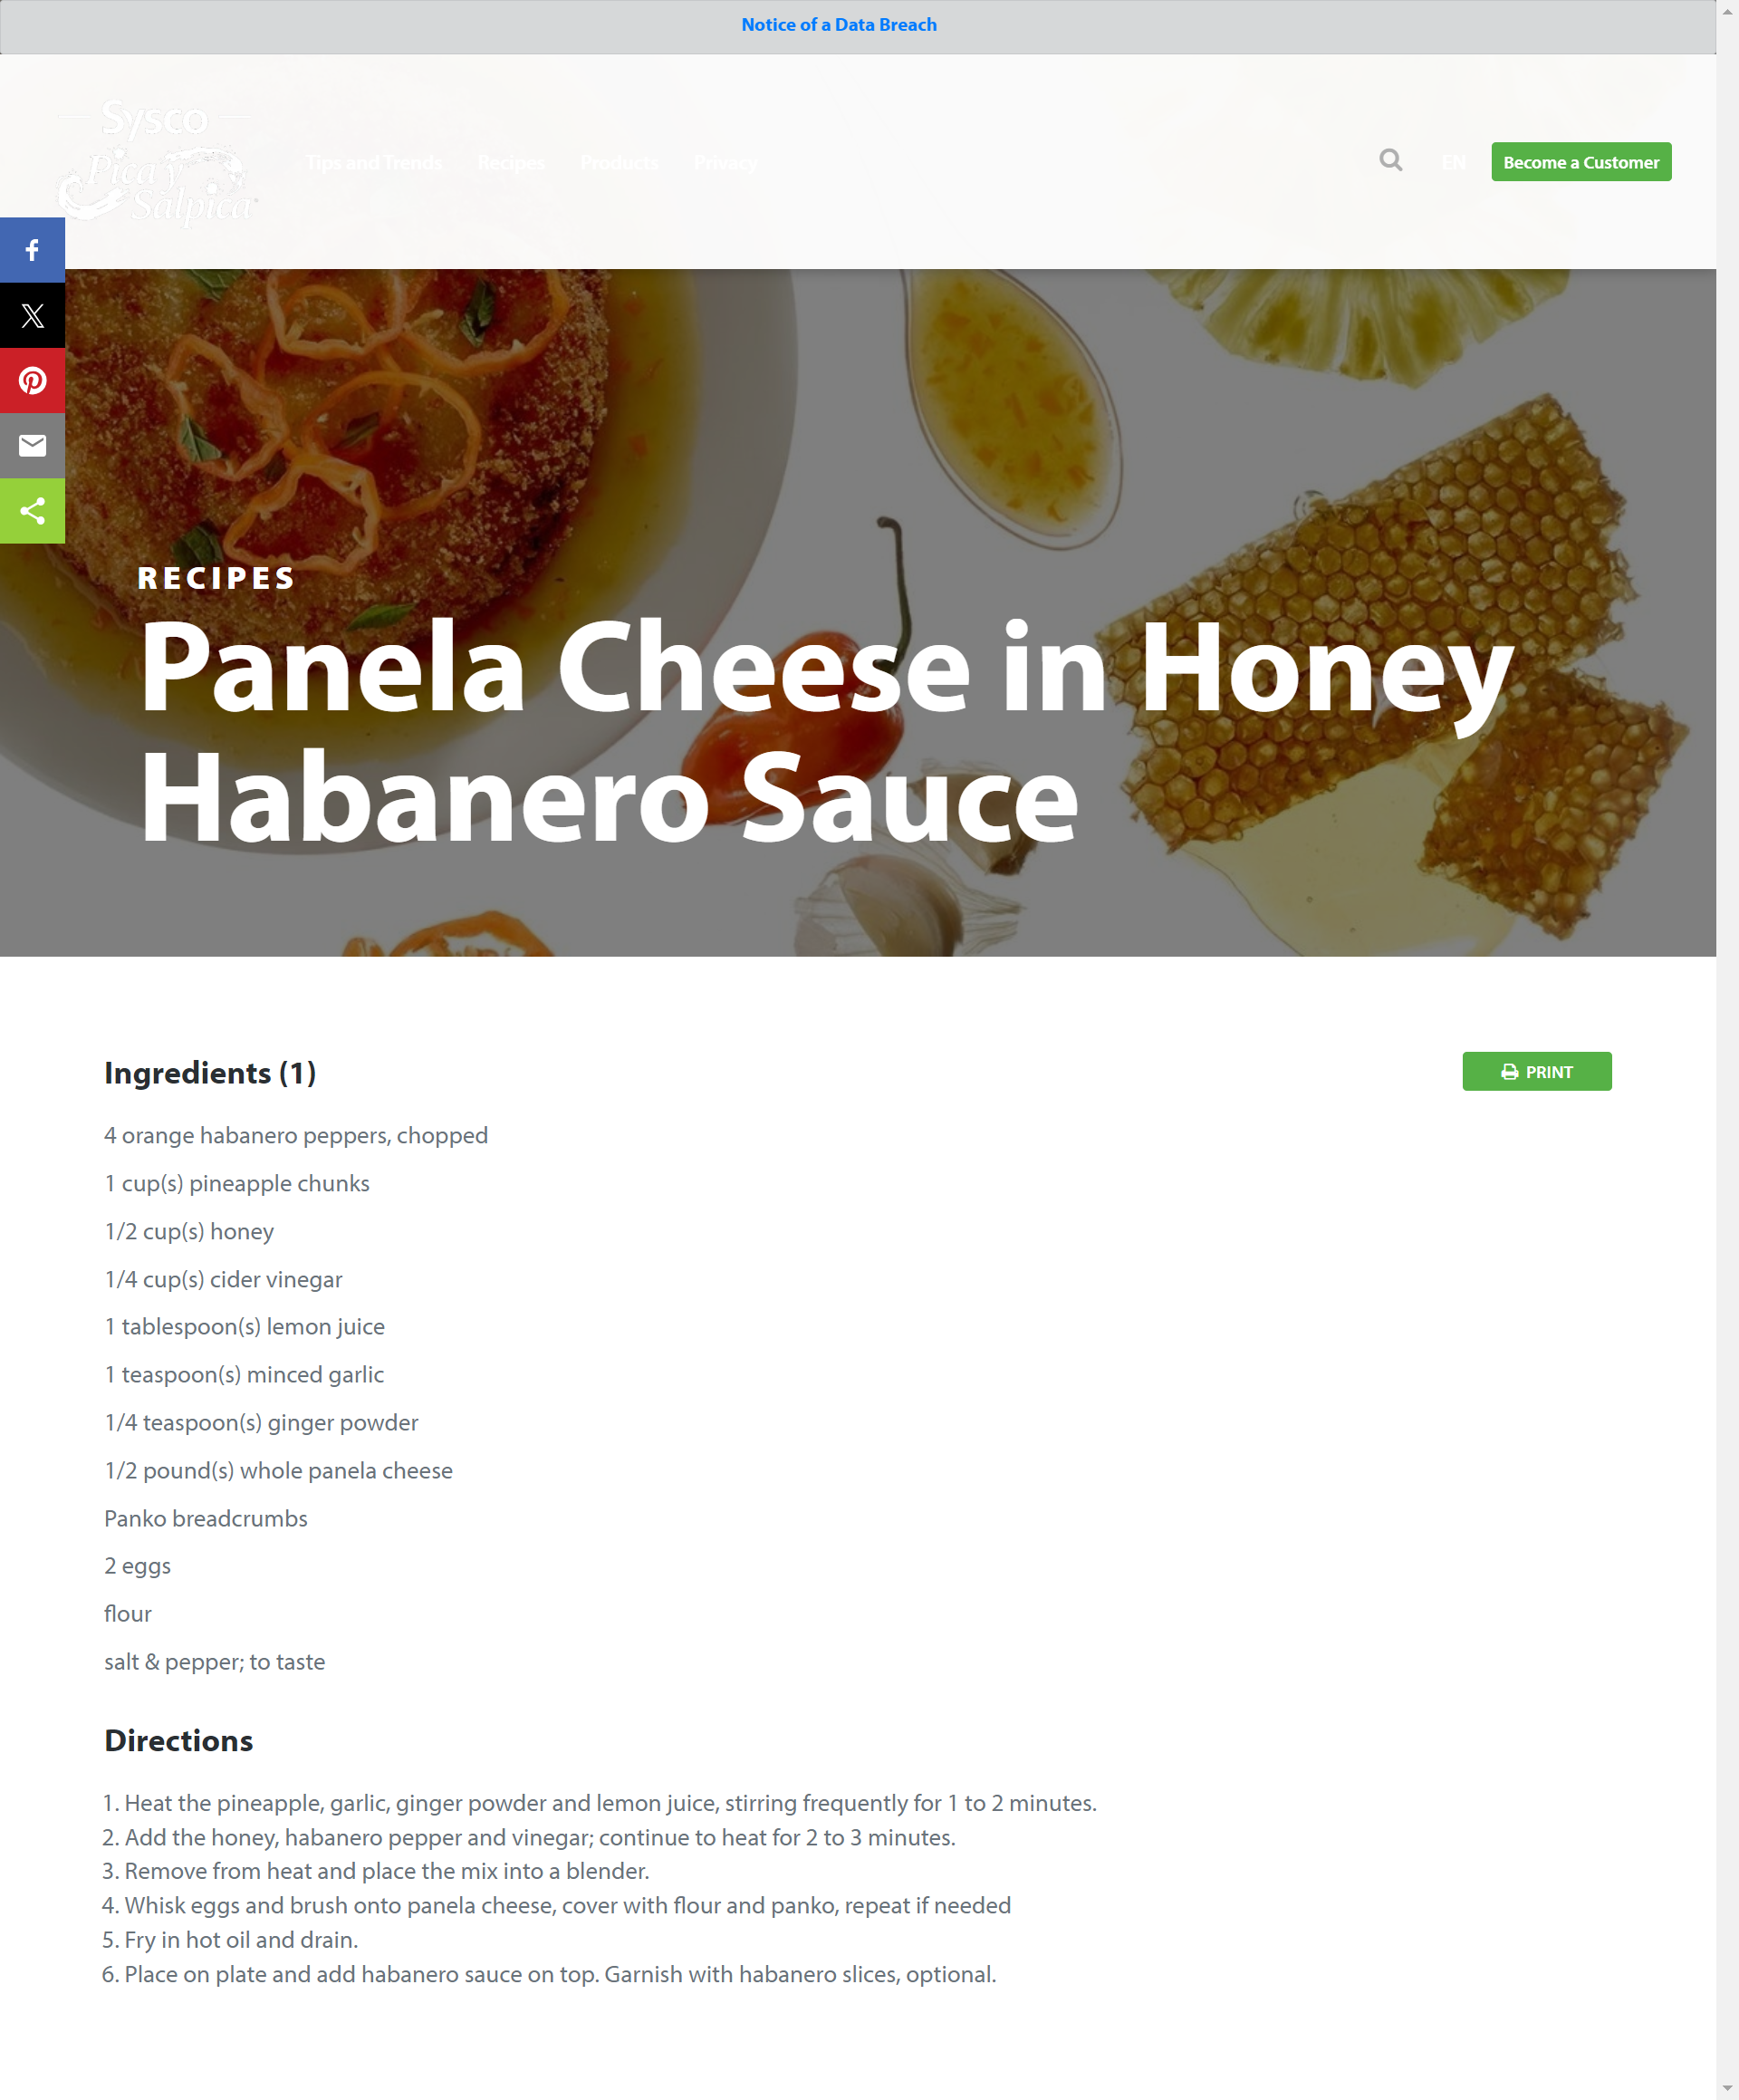 Notice of a Data Breach
Sysco
Pica y
Salpica
Tips and Trends Recipes Products Privacy EN Become a Customer
RECIPES
Panela Cheese in Honey
Habanero Sauce
Ingredients (1)
PRINT
4 orange habanero peppers, chopped
1 cup(s) pineapple chunks
1/2 cup(s) honey
1/4 cup(s) cider vinegar
1 tablespoon(s) lemon juice
1 teaspoon(s) minced garlic
1/4 teaspoon(s) ginger powder
1/2 pound(s) whole panela cheese
Panko breadcrumbs
2 eggs
flour
salt & pepper; to taste
Directions
1. Heat the pineapple, garlic, ginger powder and lemon juice, stirring frequently for 1 to 2 minutes.
2. Add the honey, habanero pepper and vinegar; continue to heat for 2 to 3 minutes.
3. Remove from heat and place the mix into a blender.
4. Whisk eggs and brush onto panela cheese, cover with flour and panko, repeat if needed
5. Fry in hot oil and drain.
6. Place on plate and add habanero sauce on top. Garnish with habanero slices, optional.